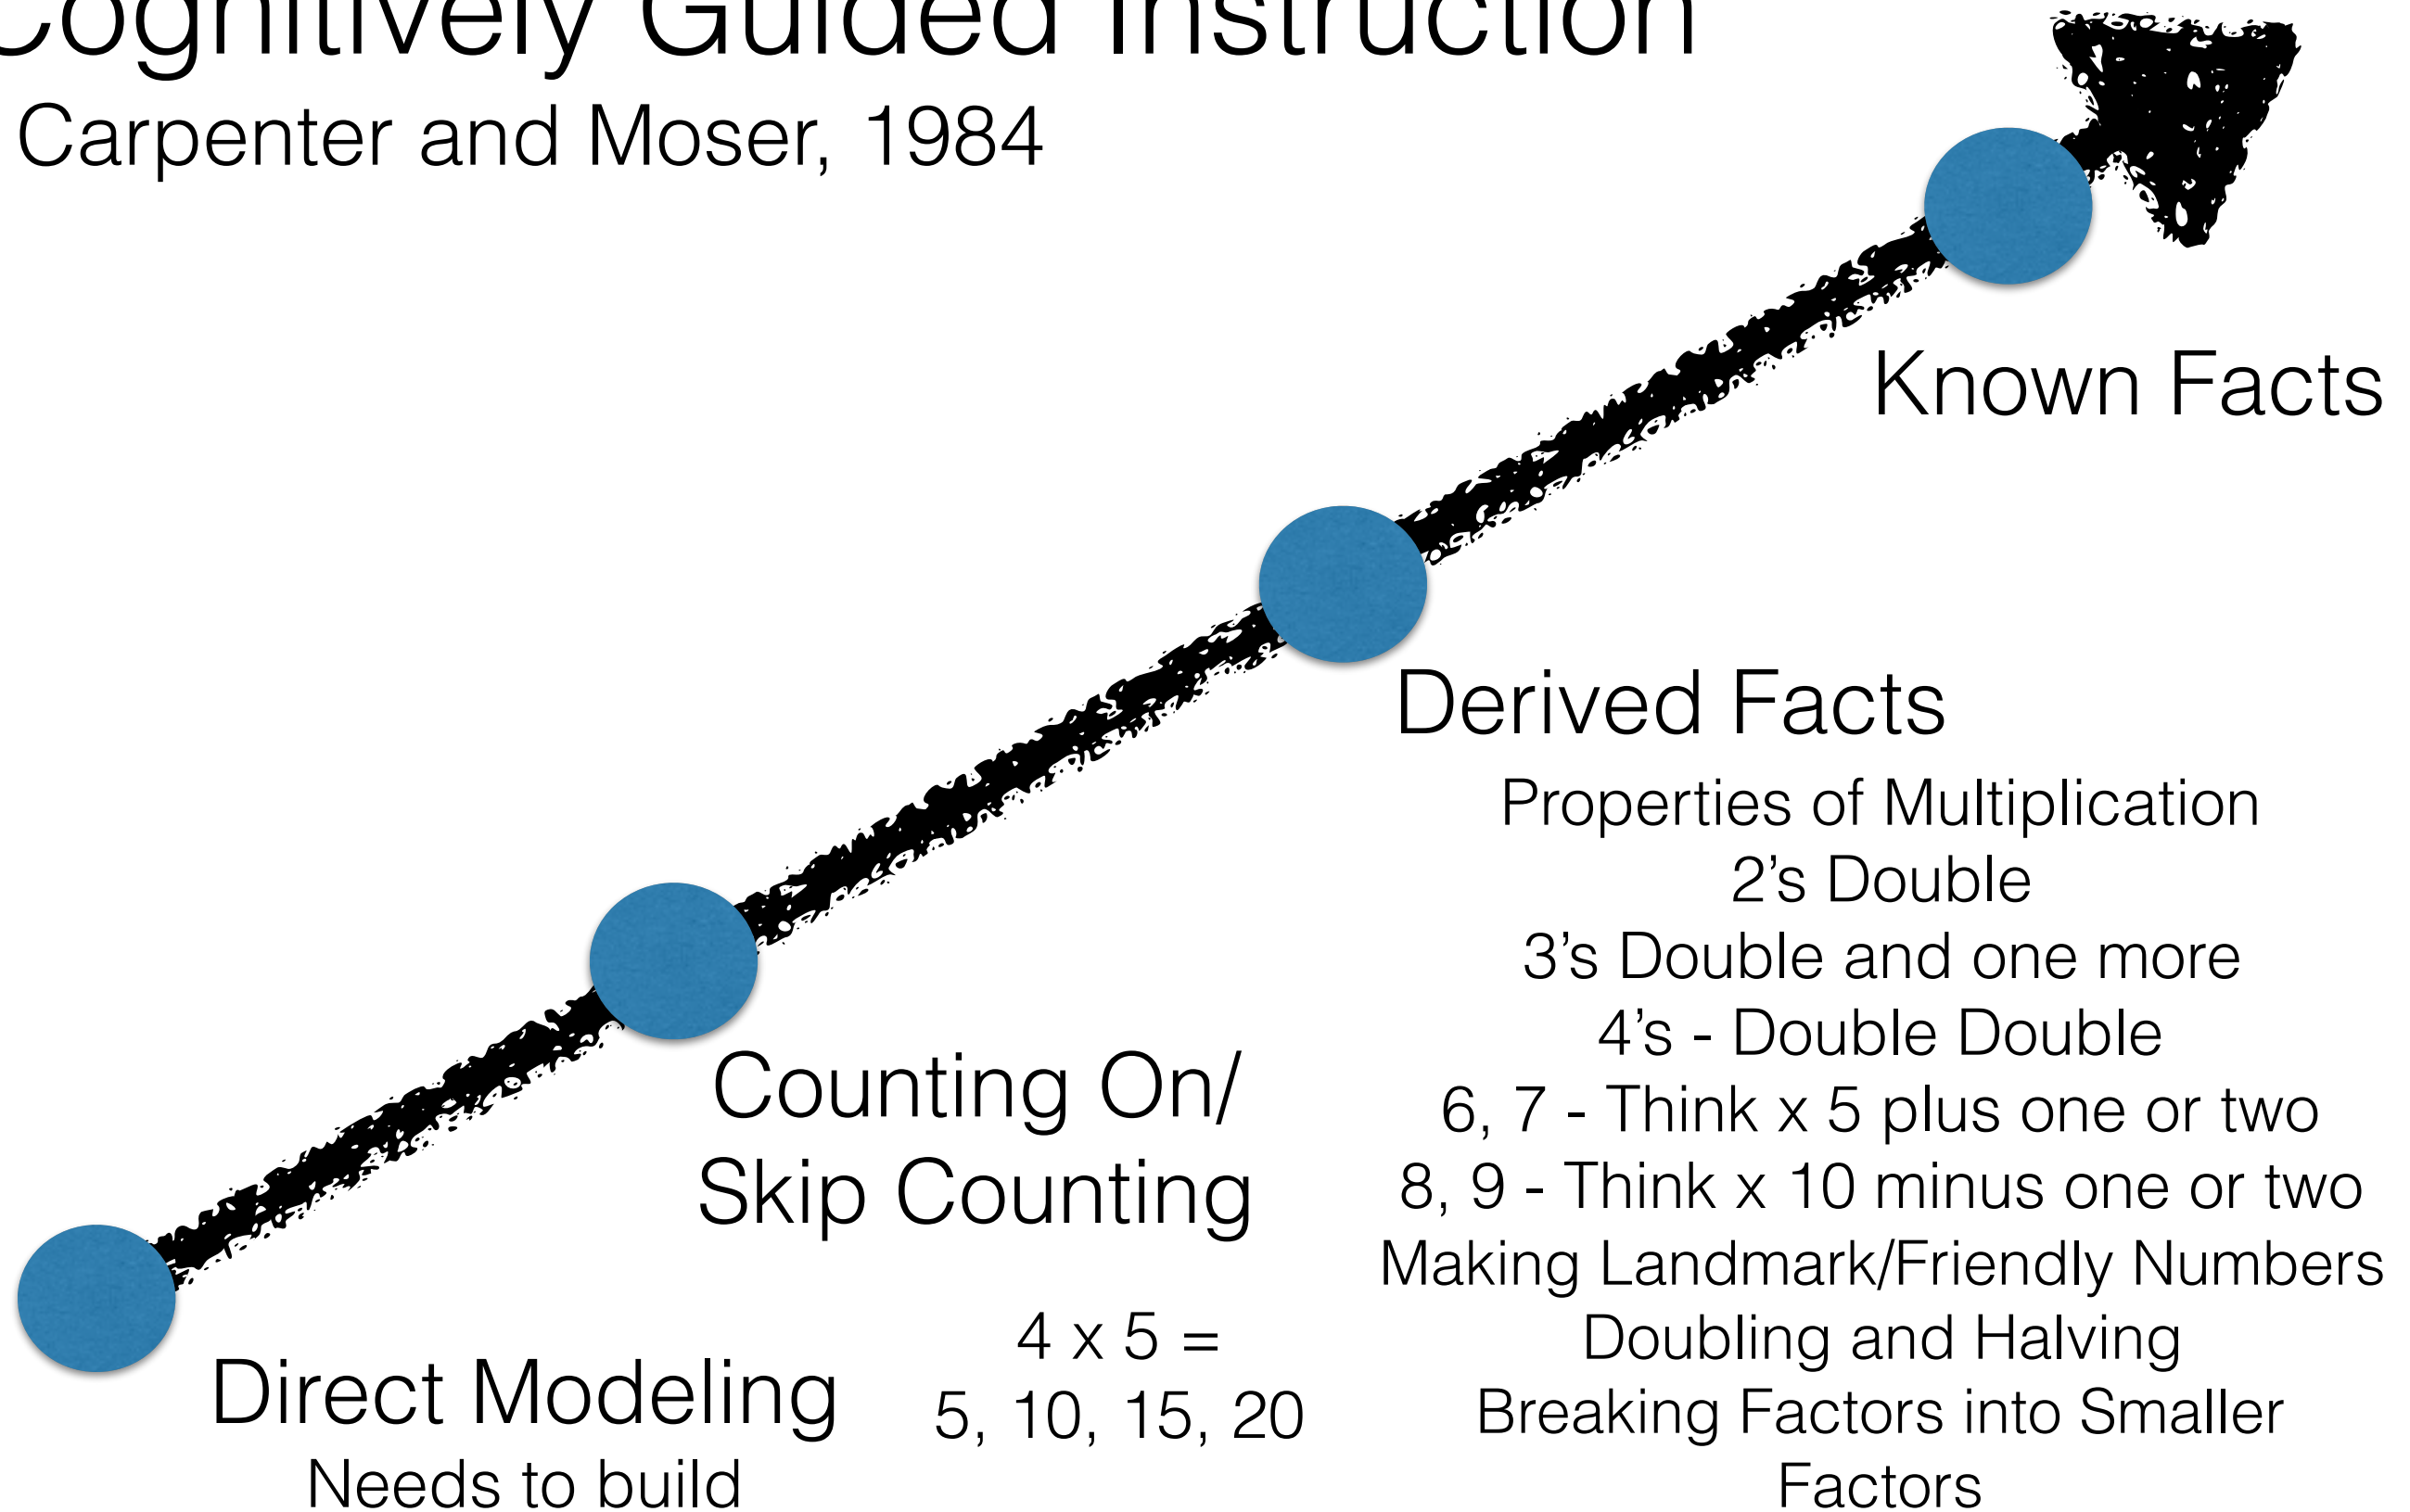 Cognitively Guided Instruction
Carpenter and Moser, 1984
Known Facts
Derived Facts
Properties of Multiplication
2’s Double
3’s Double and one more
4’s - Double Double
6, 7 - Think x 5 plus one or two
8, 9 - Think x 10 minus one or two
Making Landmark/Friendly Numbers
Doubling and Halving
Breaking Factors into Smaller
Factors
Counting On/
Skip Counting
4 x 5 =
5, 10, 15, 20
Direct Modeling
Needs to build